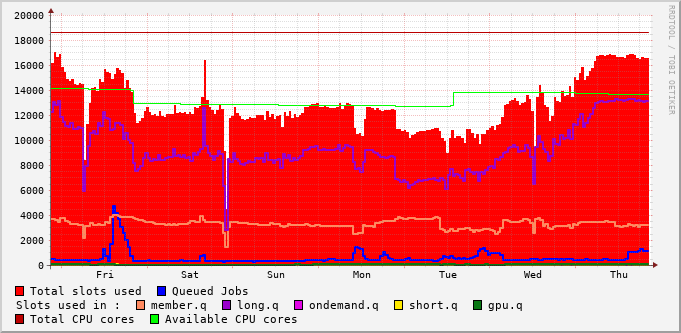 20000
18000
16000
14000
12000
10000
8000
6000
4000
2000
0
Fri Sat Sun Mon Tue Wed Thu
RRDTOOL / TOBI OETIKER
Total slots used Queued Jobs
Slots used in : member.q long.q ondemand.q short.q gpu.q
Total CPU cores Available CPU cores